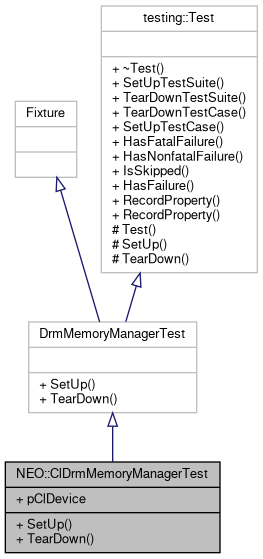 testing::Test
+ ~Test()
+ SetUpTestSuite()
+ TearDownTestSuite()
+ TearDownTestCase()
+ SetUpTestCase()
+ HasFatalFailure()
+ HasNonfatalFailure()
+ IsSkipped()
+ HasFailure()
+ RecordProperty()
+ RecordProperty()
# Test()
# SetUp()
# TearDown()
Fixture
DrmMemoryManagerTest
+ SetUp()
+ TearDown()
NEO::ClDrmMemoryManagerTest
+ pClDevice
+ SetUp()
+ TearDown()